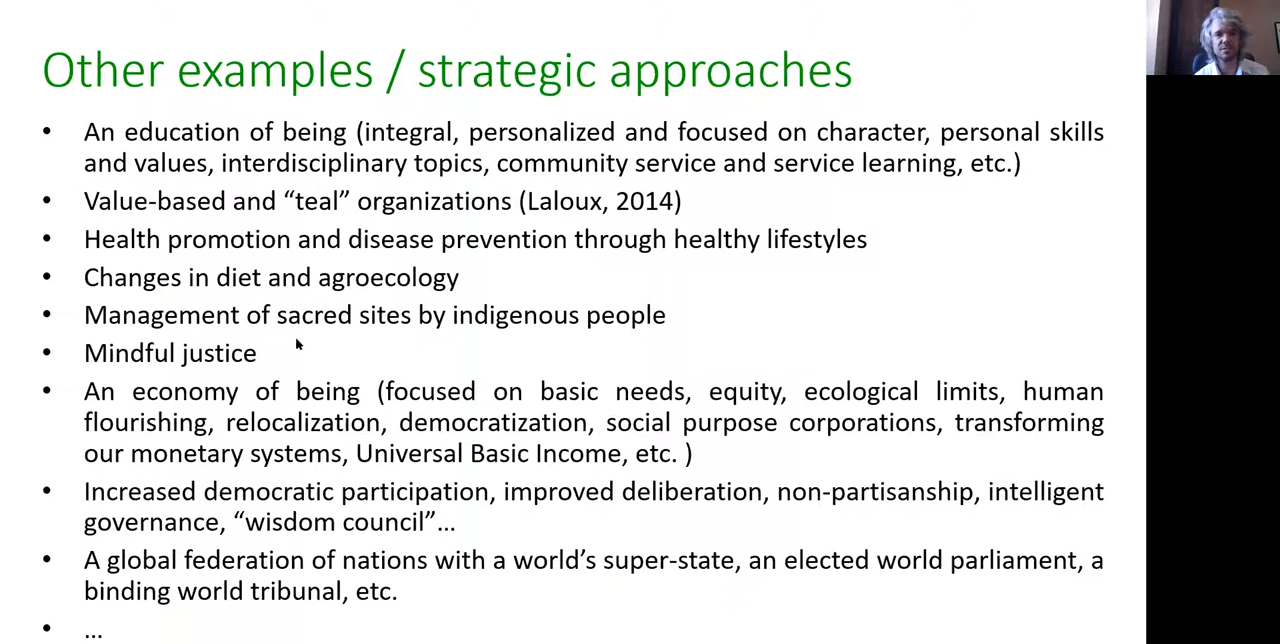 Other examples / strategic approaches
• An education of being (integral, personalized and focused on character, personal skills
and values, interdisciplinary topics, community service and service learning, etc.)
• Value-based and “teal” organizations (Laloux, 2014)
• Health promotion and disease prevention through healthy lifestyles
• Changes in diet and agroecology
• Management of sacred sites by indigenous people
• Mindful justice
• An economy of being (focused on basic needs, equity, ecological limits, human
flourishing, relocalization, democratization, social purpose corporations, transforming
our monetary systems, Universal Basic Income, etc. )
• Increased democratic participation, improved deliberation, non-partisanship, intelligent
governance, “wisdom council”…
• A global federation of nations with a world’s super-state, an elected world parliament, a
binding world tribunal, etc.
• …